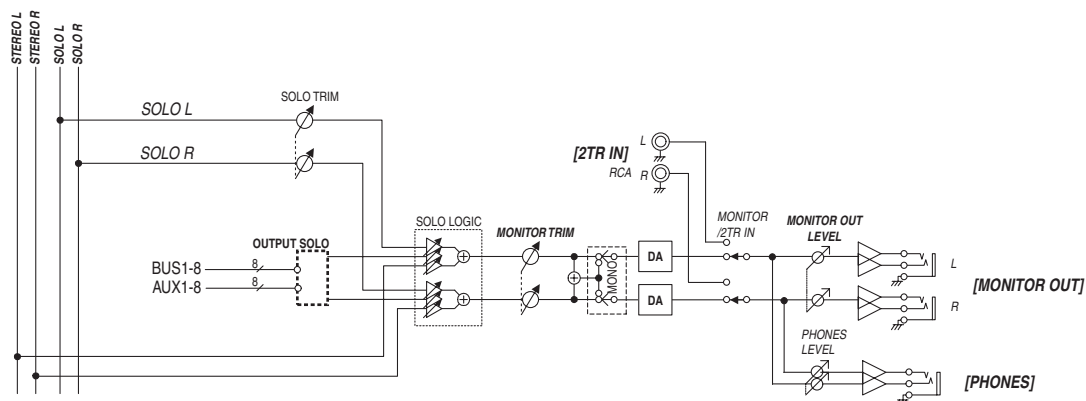 STEREO L
STEREO R
SOLO L
SOLO R
SOLO L
SOLO TRIM
SOLO R
[2TR IN]
L
RCA R
SOLO LOGIC
MONITOR TRIM
MONITOR
/2TR IN
MONITOR OUT
LEVEL
OUTPUT SOLO
BUS1-8
8
AUX1-8
8
MONO
DA
DA
L
R
[MONITOR OUT]
PHONES
LEVEL
[PHONES]